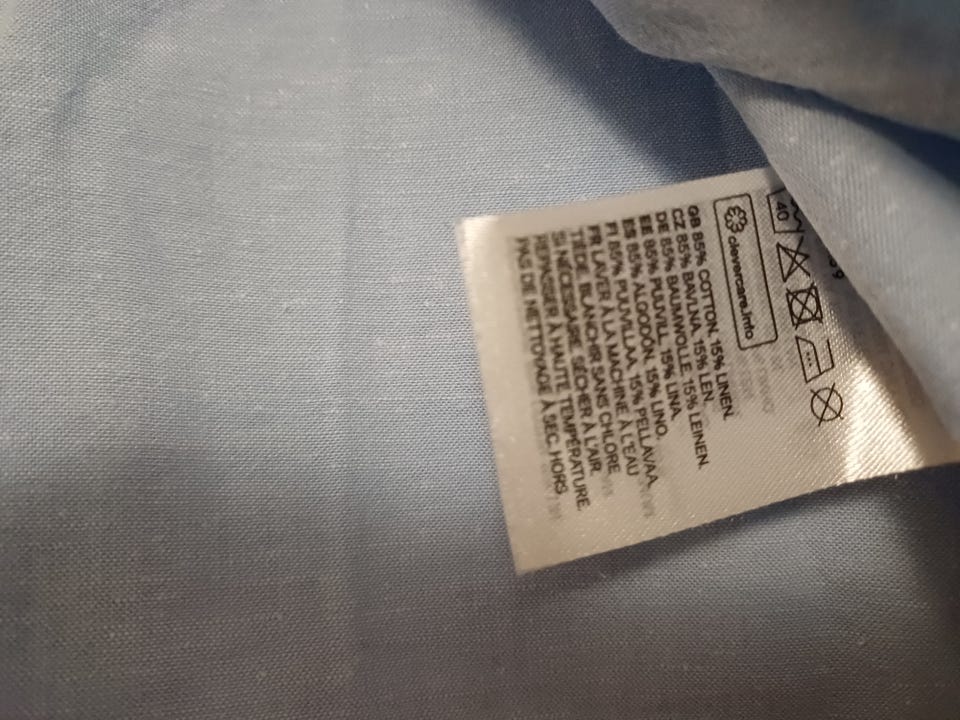 40
clevercare.info
GB 85% COTTON. 15% LINEN.
CZ 85% BAVLNA. 15% LEN.
DE 85% BAUMWOLLE. 15% LEINEN.
EE 85% PUUVILL. 15% LINA.
ES 85% ALGODÓN. 15% LINO.
FI 85% PUUVILLAA. 15% PELLAVAA.
FR LAVER À LA MACHINE À L'EAU
TIÈDE. BLANCHIR SANS CHLORE
SI NÉCESSAIRE. SÉCHER À L'AIR.
REPASSER À HAUTE TEMPÉRATURE.
PAS DE NETTOYAGE À SEC. HORS